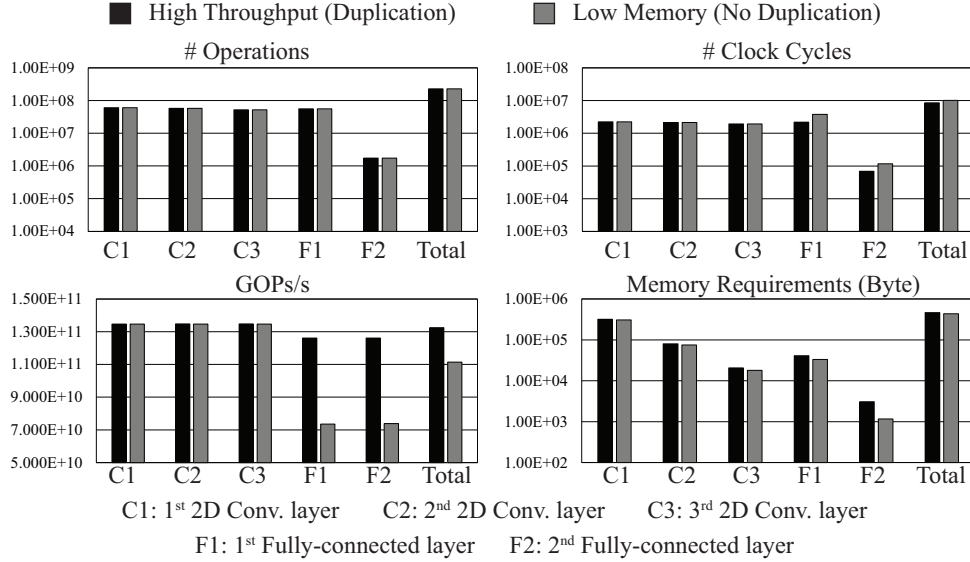 High Throughput (Duplication) Low Memory (No Duplication)
# Operations
1.00E+09
1.00E+08
1.00E+07
1.00E+06
1.00E+05
1.00E+04
C1 C2 C3 F1 F2 Total
# Clock Cycles
1.00E+08
1.00E+07
1.00E+06
1.00E+05
1.00E+04
1.00E+03
C1 C2 C3 F1 F2 Total
GOPs/s
1.500E+11
1.300E+11
1.100E+11
9.000E+10
7.000E+10
5.000E+10
C1 C2 C3 F1 F2 Total
Memory Requirements (Byte)
1.00E+06
1.00E+05
1.00E+04
1.00E+03
1.00E+02
C1 C2 C3 F1 F2 Total
C1: 1st 2D Conv. layer C2: 2nd 2D Conv. layer C3: 3rd 2D Conv. layer
F1: 1st Fully-connected layer F2: 2nd Fully-connected layer